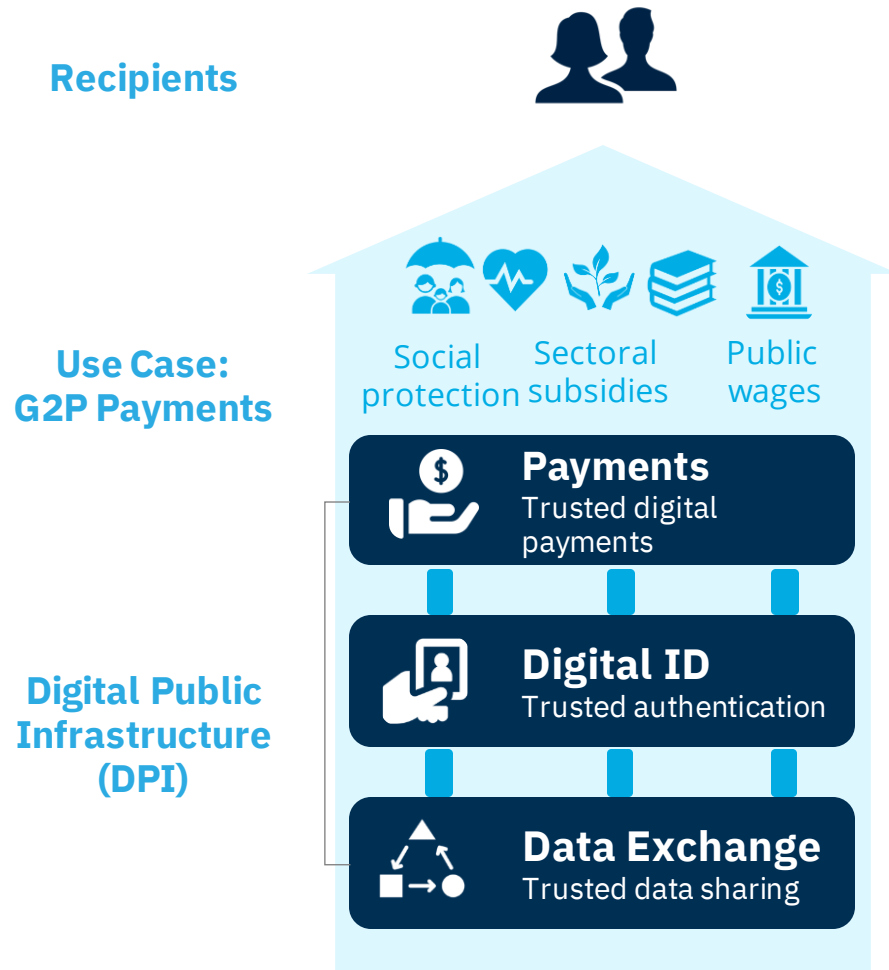 Recipients
Use Case:
G2P Payments
Social
protection
Sectoral
subsidies
Public
wages
Digital Public
Infrastructure
(DPI)
Payments
Trusted digital
payments
Digital ID
Trusted authentication
Data Exchange
Trusted data sharing